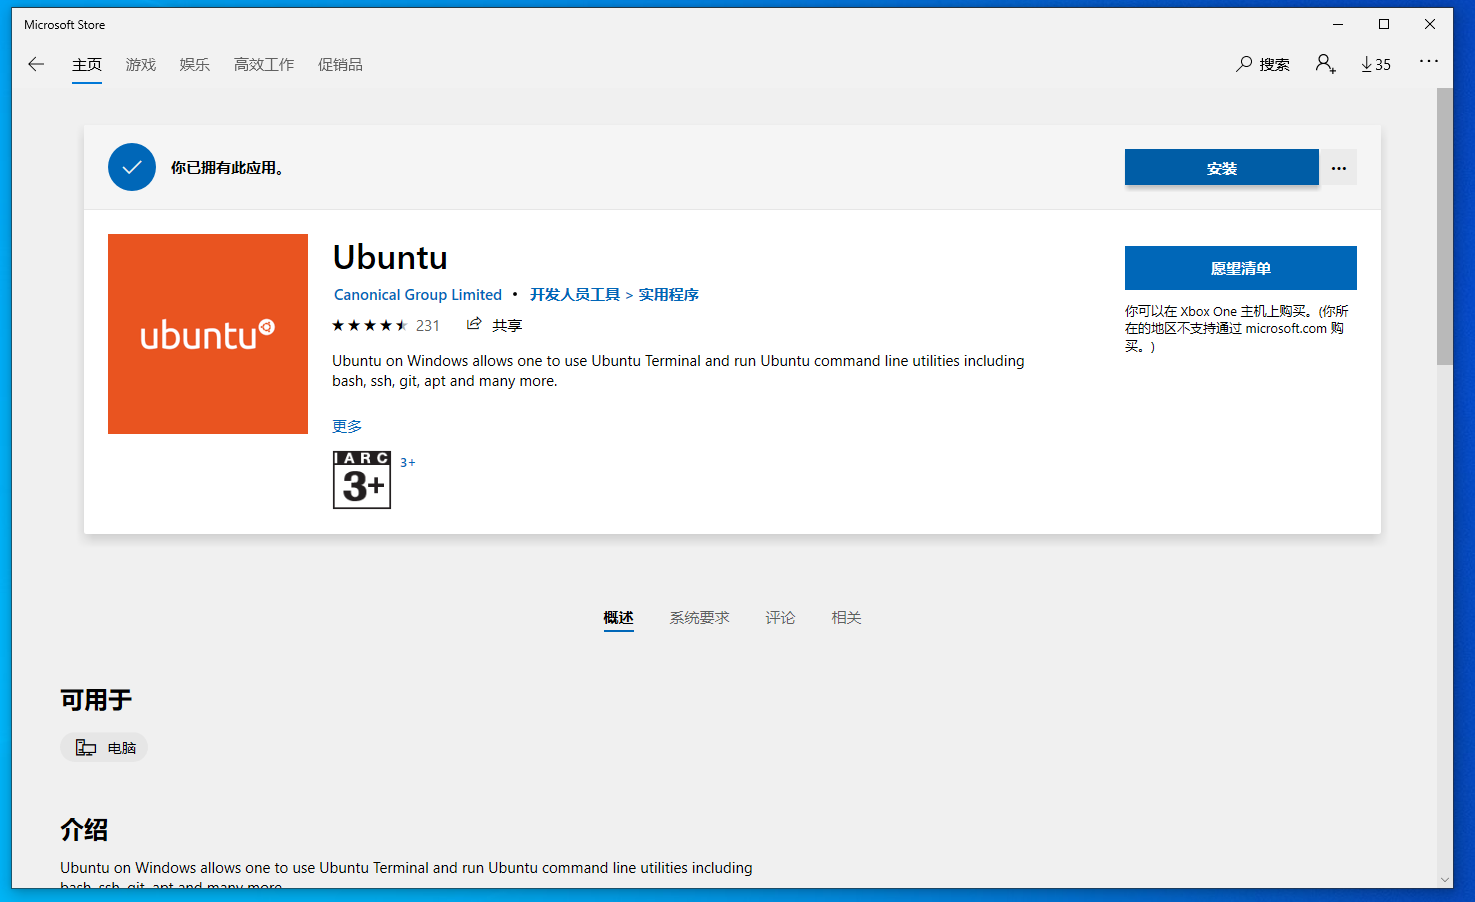 Microsoft Store
主页 游戏 娱乐 高效工作 促销品 搜索 35
你已拥有此应用。 安装
ubuntu
Ubuntu
Canonical Group Limited • 开发人员工具 > 实用程序
231 共享
Ubuntu on Windows allows one to use Ubuntu Terminal and run Ubuntu command line utilities including
bash, ssh, git, apt and many more.
更多
IARC
3+
3+
愿望清单
你可以在 Xbox One 主机上购买。(你所
在的地区不支持通过 microsoft.com 购
买。)
概述 系统要求 评论 相关
可用于
电脑
介绍
Ubuntu on Windows allows one to use Ubuntu Terminal and run Ubuntu command line utilities including
bash, ssh, git, apt and many more.